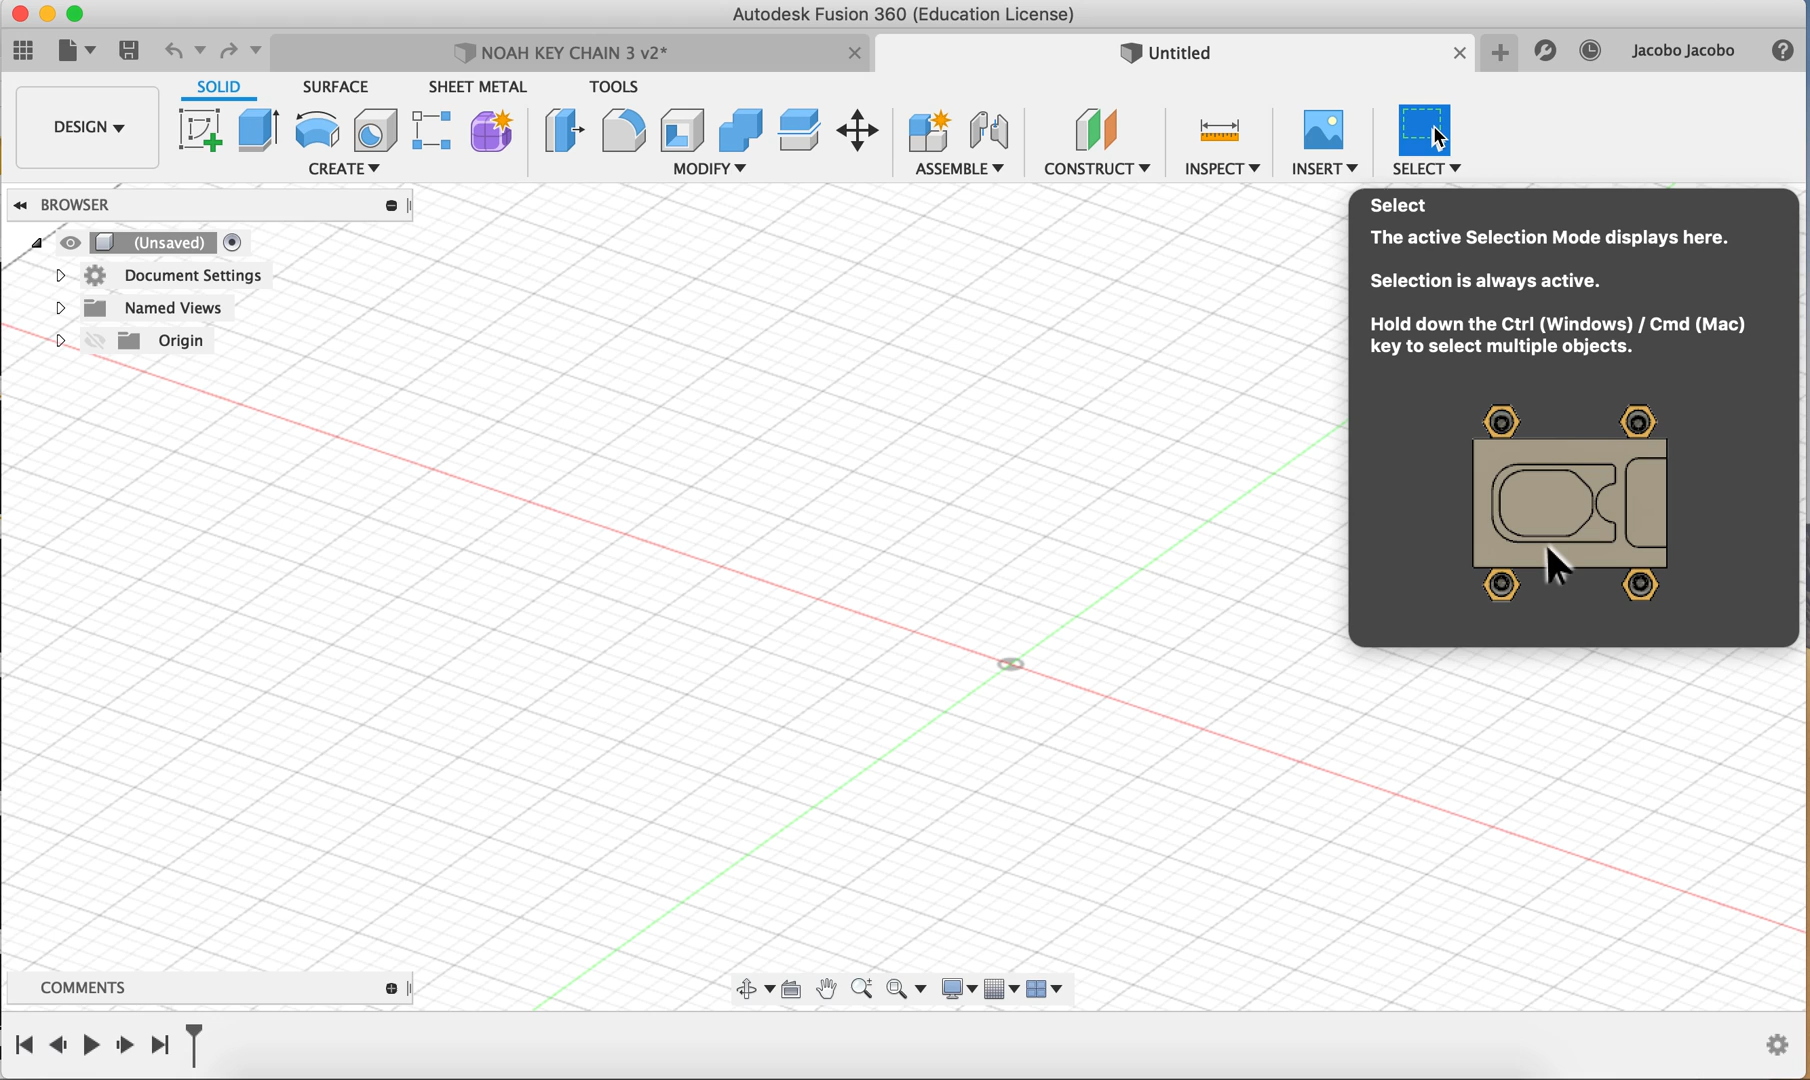 Autodesk Fusion 360 (Education License)
NOAH KEY CHAIN 3 v2*
Untitled
Jacobo Jacobo
SOLID
SURFACE
SHEET METAL
TOOLS
DESIGN
CREATE
MODIFY
ASSEMBLE
CONSTRUCT
INSPECT
INSERT
SELECT
BROWSER
(Unsaved)
Document Settings
Named Views
Origin
Select
The active Selection Mode displays here.
Selection is always active.
Hold down the Ctrl (Windows) / Cmd (Mac)
key to select multiple objects.
COMMENTS